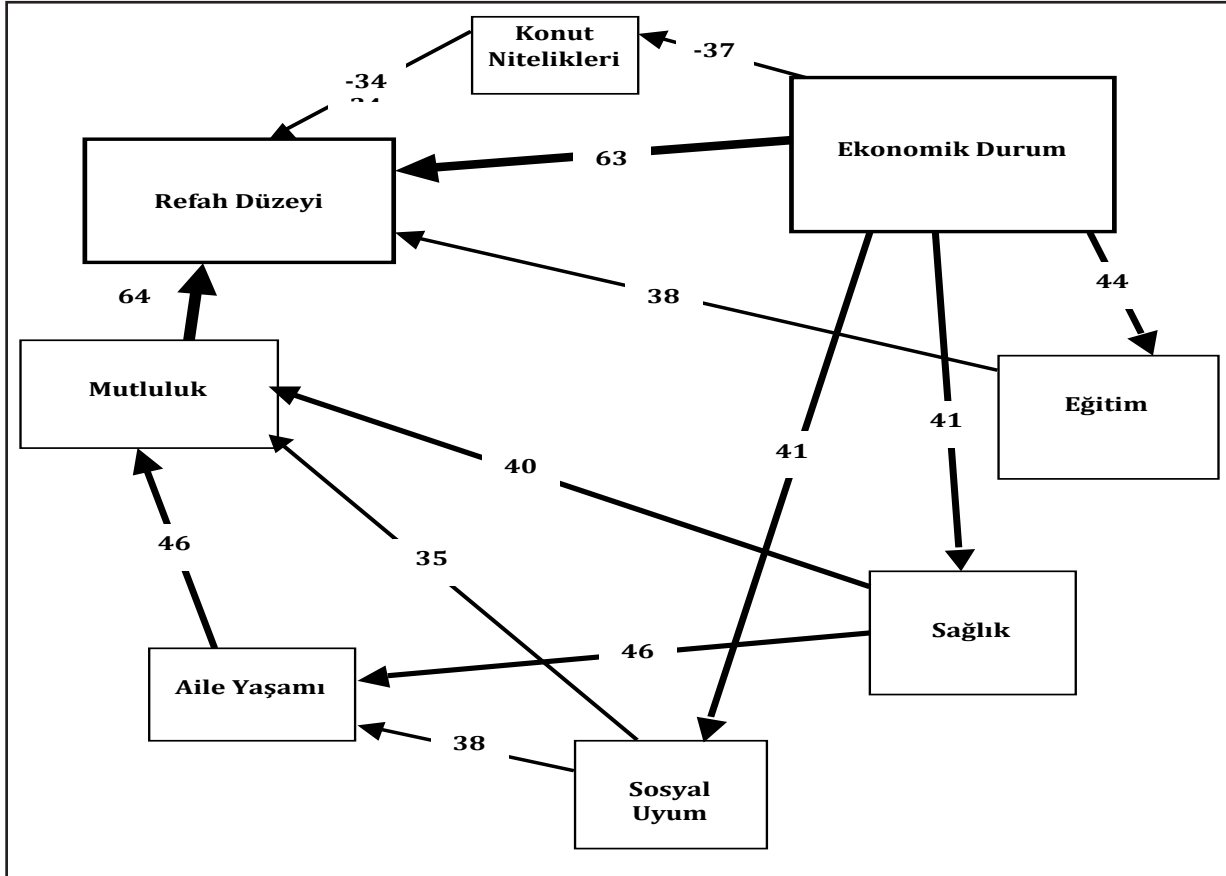 Konut
Nitelikleri
-37
-34
63
Ekonomik Durum
Refah Düzeyi
38
44
64
Mutluluk
Eğitim
41
41
40
46
35
Sağlık
46
Aile Yaşamı
38
Sosyal
Uyum